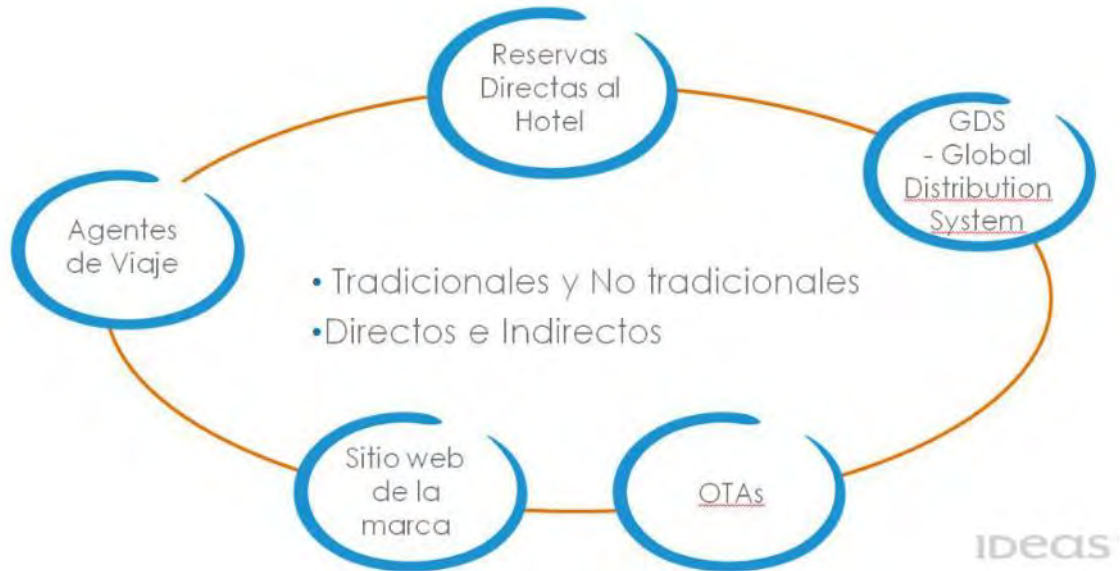 Reservas
Directas al
Hotel
GDS
- Global
Distribution
System
Agentes
de Viaje
• Tradicionales y No tradicionales
•Directos e Indirectos
Sitio web
de la
marca
OTAs
IDeaS